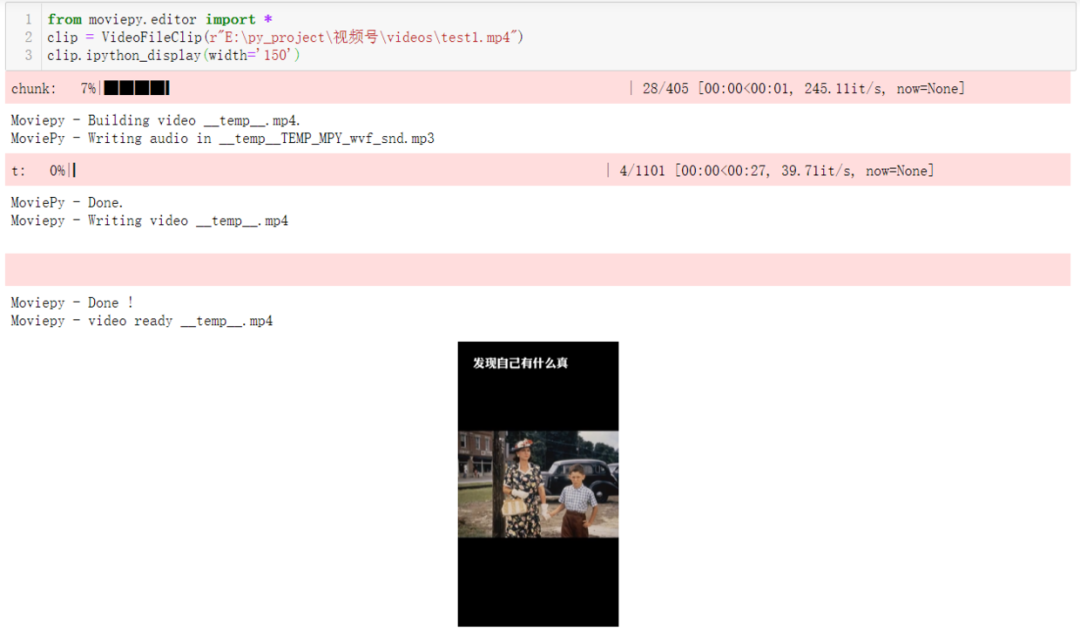 1 from moviepy.editor import *
2 clip = VideoFileClip(r"E:\py_project\视频号\videos\test1.mp4")
3 clip.ipython_display(width='150')
chunk: 7%| | 28/405 [00:00<00:01, 245.11it/s, now=None]
Moviepy - Building video __temp__.mp4.
MoviePy - Writing audio in __temp__TEMP_MPY_wvf_snd.mp3
t: 0%| | 4/1101 [00:00<00:27, 39.71it/s, now=None]
MoviePy - Done.
Moviepy - Writing video __temp__.mp4
Moviepy - Done !
Moviepy - video ready __temp__.mp4
发现自己有什么真